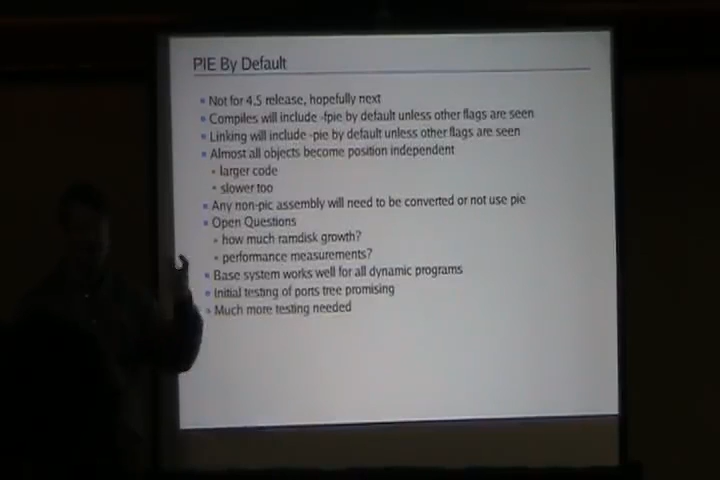 PIE By Default
Not for 4.5 release, hopefully next
Compiles will include -fpie by default unless other flags are seen
Linking will include -pie by default unless other flags are seen
Almost all objects become position independent
larger code
slower too
Any non-pic assembly will need to be converted or not use pie
Open Questions
how much ramdisk growth?
performance measurements?
Base system works well for all dynamic programs
Initial testing of ports tree promising
Much more testing needed